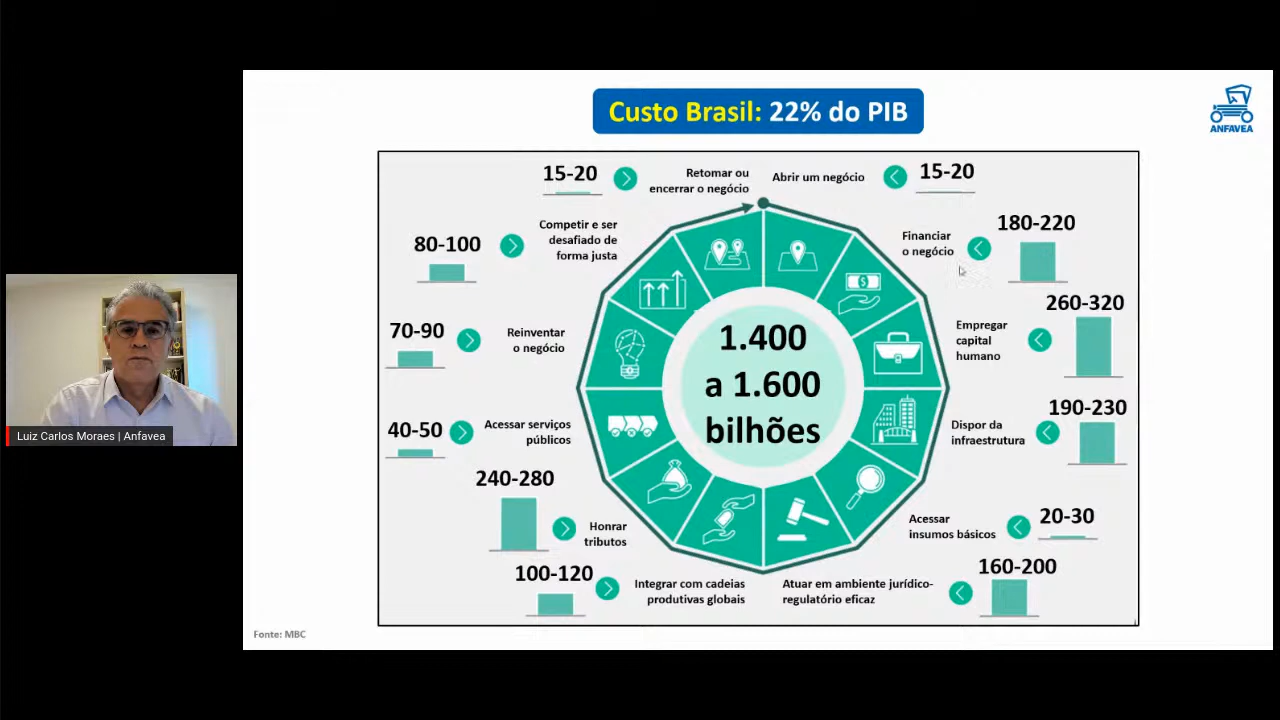 Custo Brasil: 22% do PIB
ANFAVEA
15-20
Retomar ou
encerrar o negócio
Abrir um negócio
15-20
80-100
Competir e ser
desafiado de
forma justa
Financiar
o negócio
180-220
70-90
Reinventar
o negócio
1.400
a 1.600
bilhões
Empregar
capital
humano
260-320
40-50
Acessar serviços
públicos
Dispor da
infraestrutura
190-230
240-280
Honrar
tributos
Acessar
insumos básicos
20-30
100-120
Integrar com cadeias
produtivas globais
Atuar em ambiente jurídico-
regulatório eficaz
160-200
Fonte: MBC
Luiz Carlos Moraes | Anfavea